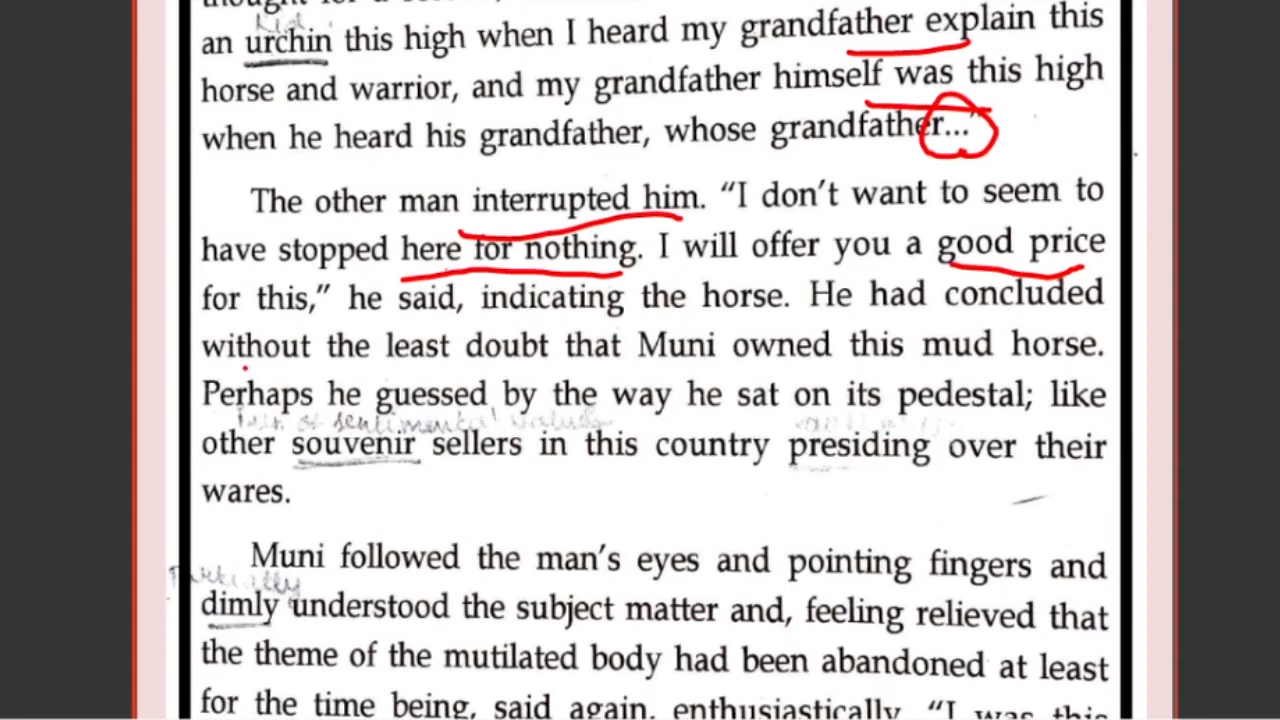 an urchin this high when I heard my grandfather explain this
horse and warrior, and my grandfather himself was this high
when he heard his grandfather, whose grandfather..."
The other man interrupted him. "I don't want to seem to
have stopped here for nothing. I will offer you a good price
for this," he said, indicating the horse. He had concluded
without the least doubt that Muni owned this mud horse.
Perhaps he guessed by the way he sat on its pedestal; like
other souvenir sellers in this country presiding over their
wares.
Muni followed the man's eyes and pointing fingers and
Partially
dimly understood the subject matter and, feeling relieved that
the theme of the mutilated body had been abandoned at least
for the time being, said again, enthusiastically, "I was this